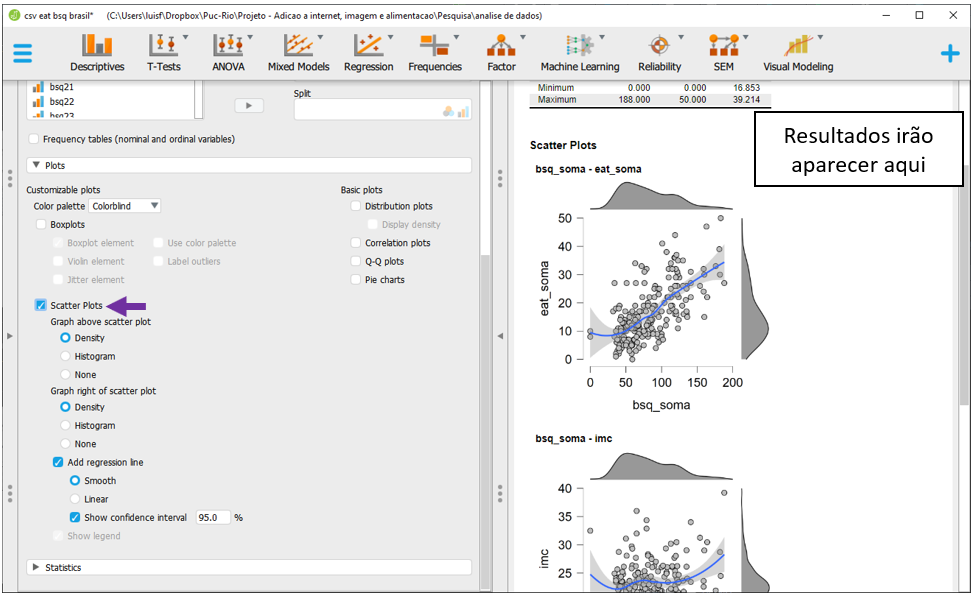 csv eat bsq brasil* (C:\Users\luisf\Dropbox\Puc-Rio\Projeto - Adicao a internet, imagem e alimentacao\Pesquisa\analise de dados)
Descriptives T-Tests ANOVA Mixed Models Regression Frequencies Factor Machine Learning Reliability SEM Visual Modeling
bsq21
bsq22
bsq23
Split
Frequency tables (nominal and ordinal variables)
Plots
Customizable plots
Color palette Colorblind
Boxplots
Boxplot element Use color palette
Violin element Label outliers
Jitter element
Basic plots
Distribution plots
Display density
Correlation plots
Q-Q plots
Pie charts
Scatter Plots
Graph above scatter plot
Density
Histogram
None
Graph right of scatter plot
Density
Histogram
None
Add regression line
Smooth
Linear
Show confidence interval 95.0 %
Show legend
Statistics
Minimum 0.000 0.000 16.853
Maximum 188.000 50.000 39.214
Resultados irão
aparecer aqui
Scatter Plots
bsq_soma - eat_soma
50
40
30
20
10
0
eat_soma
0 50 100 150 200
bsq_soma
bsq_soma - imc
40
35
30
25
imc